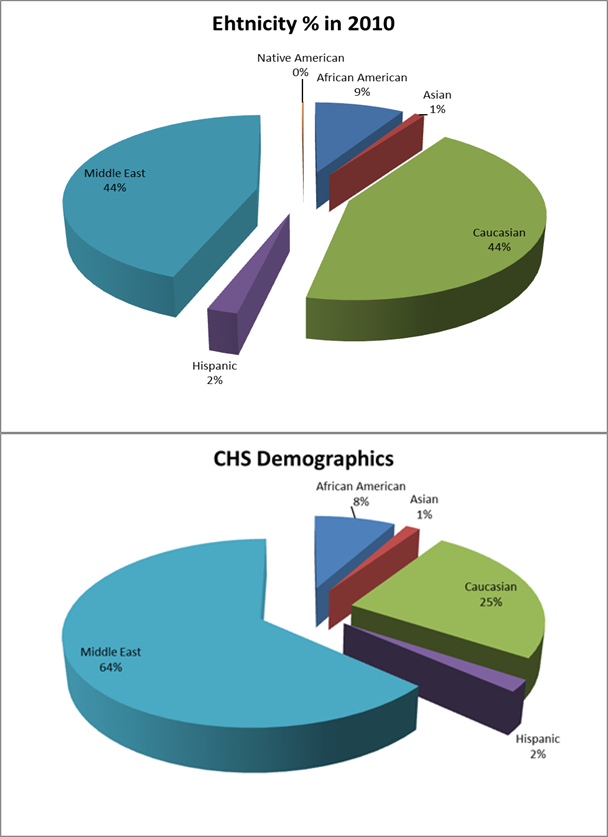 Ehtnicity % in 2010
Native American
0%
African American
9%
Asian
1%
Middle East
44%
Caucasian
44%
Hispanic
2%
CHS Demographics
African American
8%
Asian
1%
Caucasian
25%
Middle East
64%
Hispanic
2%